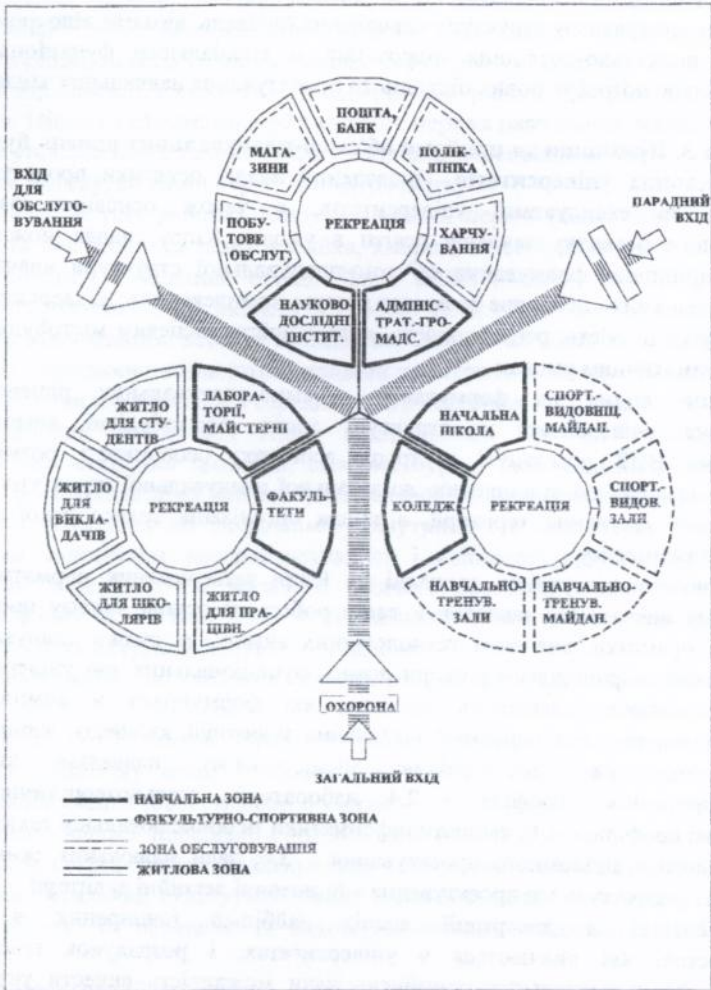 ПОШТА,
БАНК
МАГА-
ЗИНИ
ПОЛІК-
ЛІНІКА
ВХІД
ДЛЯ
ОБСЛУГО-
ВУВАННЯ
ПАРАДНИЙ
ВХІД
ПОБУ-
ТОВЕ
ОБСЛУГ.
РЕКРЕАЦІЯ
ХАРЧУ-
ВАННЯ
НАУКОВО-
ДОСЛІДНІ
ІНСТИТ.
АДМІНІС-
ТРАТ.-ГРО-
МАДС.
ЖИТЛО
ДЛЯ СТУ-
ДЕНТІВ
ЛАБОРА-
ТОРІЇ,
МАЙСТЕРНІ
НАЧАЛЬНА
ШКОЛА
СПОРТ.
ВИДОВИЩ.
МАЙДАН.
ЖИТЛО
ДЛЯ
ВИКЛА-
ДАЧІВ
РЕКРЕАЦІЯ
ФАКУЛЬ-
ТЕТИ
КОЛЕДЖ
РЕКРЕАЦІЯ
СПОРТ.
ВИДОВ.
ЗАЛИ
ЖИТЛО
ДЛЯ ШКО-
ЛЯРІВ
ЖИТЛО
ДЛЯ ПРА-
ЦІВН.
НАВЧАЛЬНО-
ТРЕНУВ.
ЗАЛИ
НАВЧАЛЬНО-
ТРЕНУВ.
МАЙДАН.
ОХОРОНА
ЗАГАЛЬНИЙ ВХІД
НАВЧАЛЬНА ЗОНА
ФІЗКУЛЬТУРНО-СПОРТИВНА ЗОНА
ЗОНА ОБСЛУГОВУВАННЯ
ЖИТЛОВА ЗОНА